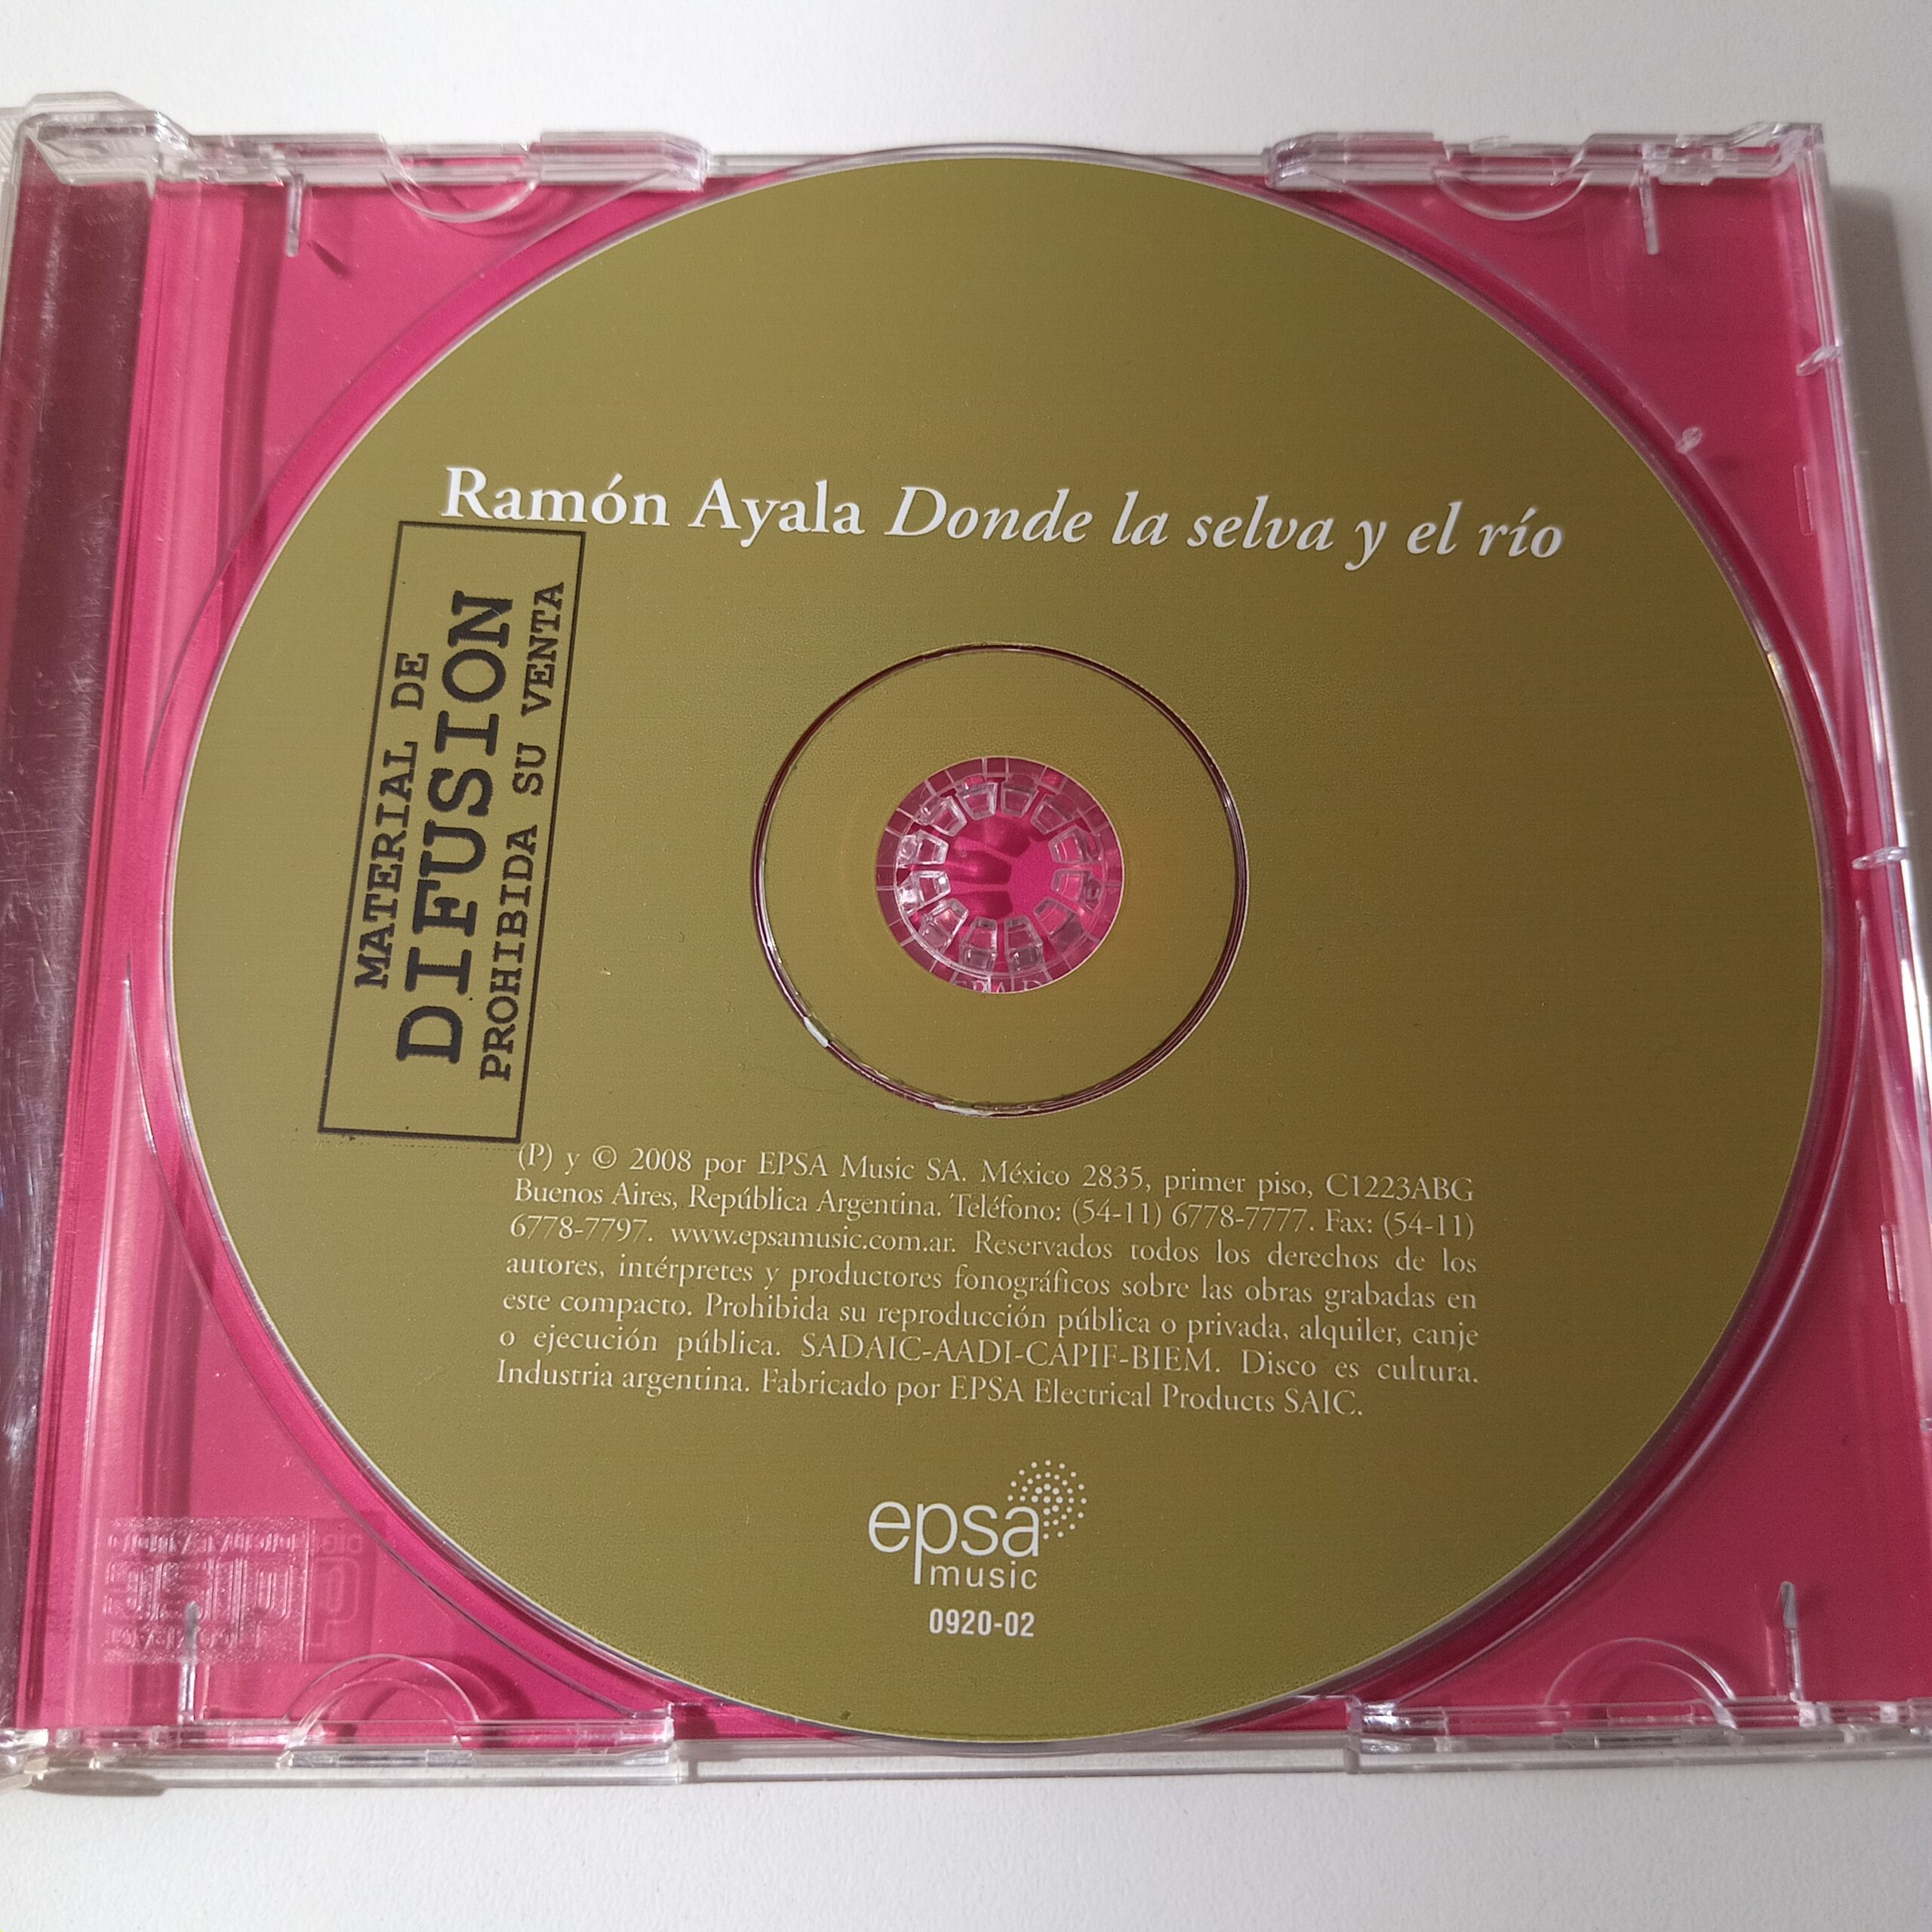 Ramón Ayala Donde la selva y el río
MATERIAL DE
DIFUSION
PROHIBIDA SU VENTA
(P) y © 2008 por EPSA Music SA. México 2835, primer piso, C1223ABG
Buenos Aires, República Argentina. Teléfono: (54-11) 6778-7777. Fax: (54-11)
6778-7797. www.epsamusic.com.ar. Reservados todos los derechos de los
autores, intérpretes y productores fonográficos sobre las obras grabadas en
este compacto. Prohibida su reproducción pública o privada, alquiler, canje
o ejecución pública. SADAIC-AADI-CAPIF-BIEM. Disco es cultura.
Industria argentina. Fabricado por EPSA Electrical Products SAIC.
epsa
music
0920-02